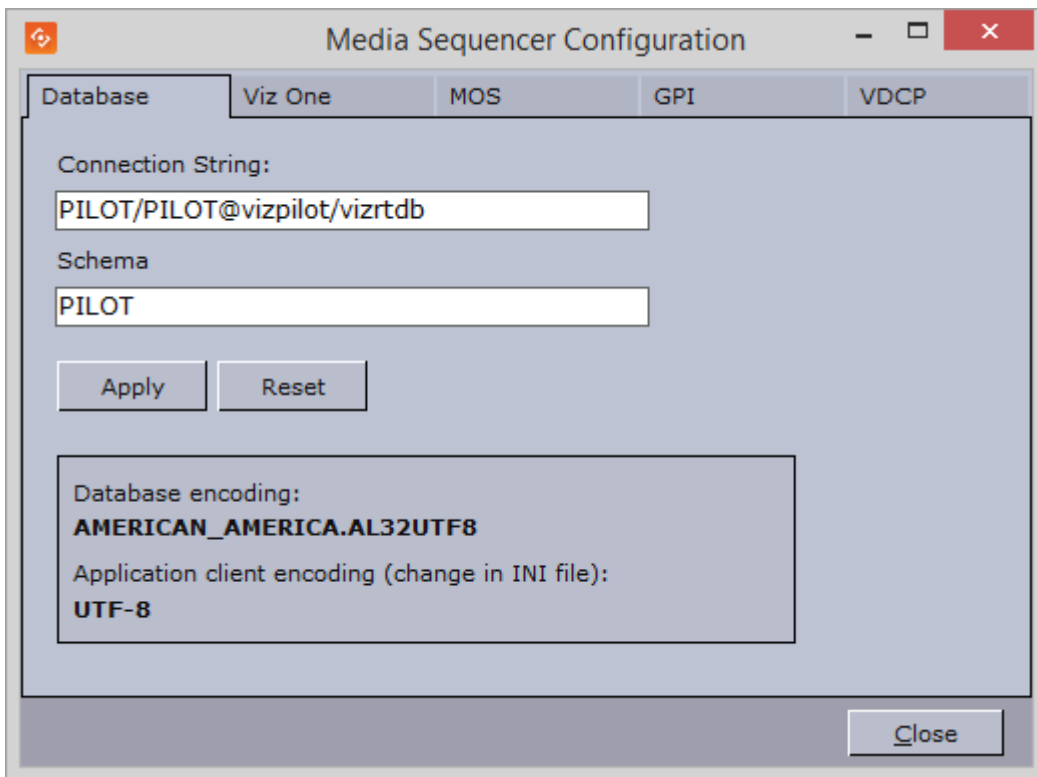 Media Sequencer Configuration
Database Viz One MOS GPI VDCP
Connection String:
PILOT/PILOT@vizpilot/vizrtdb
Schema
PILOT
Apply Reset
Database encoding:
AMERICAN_AMERICA.AL32UTF8
Application client encoding (change in INI file):
UTF-8
Close